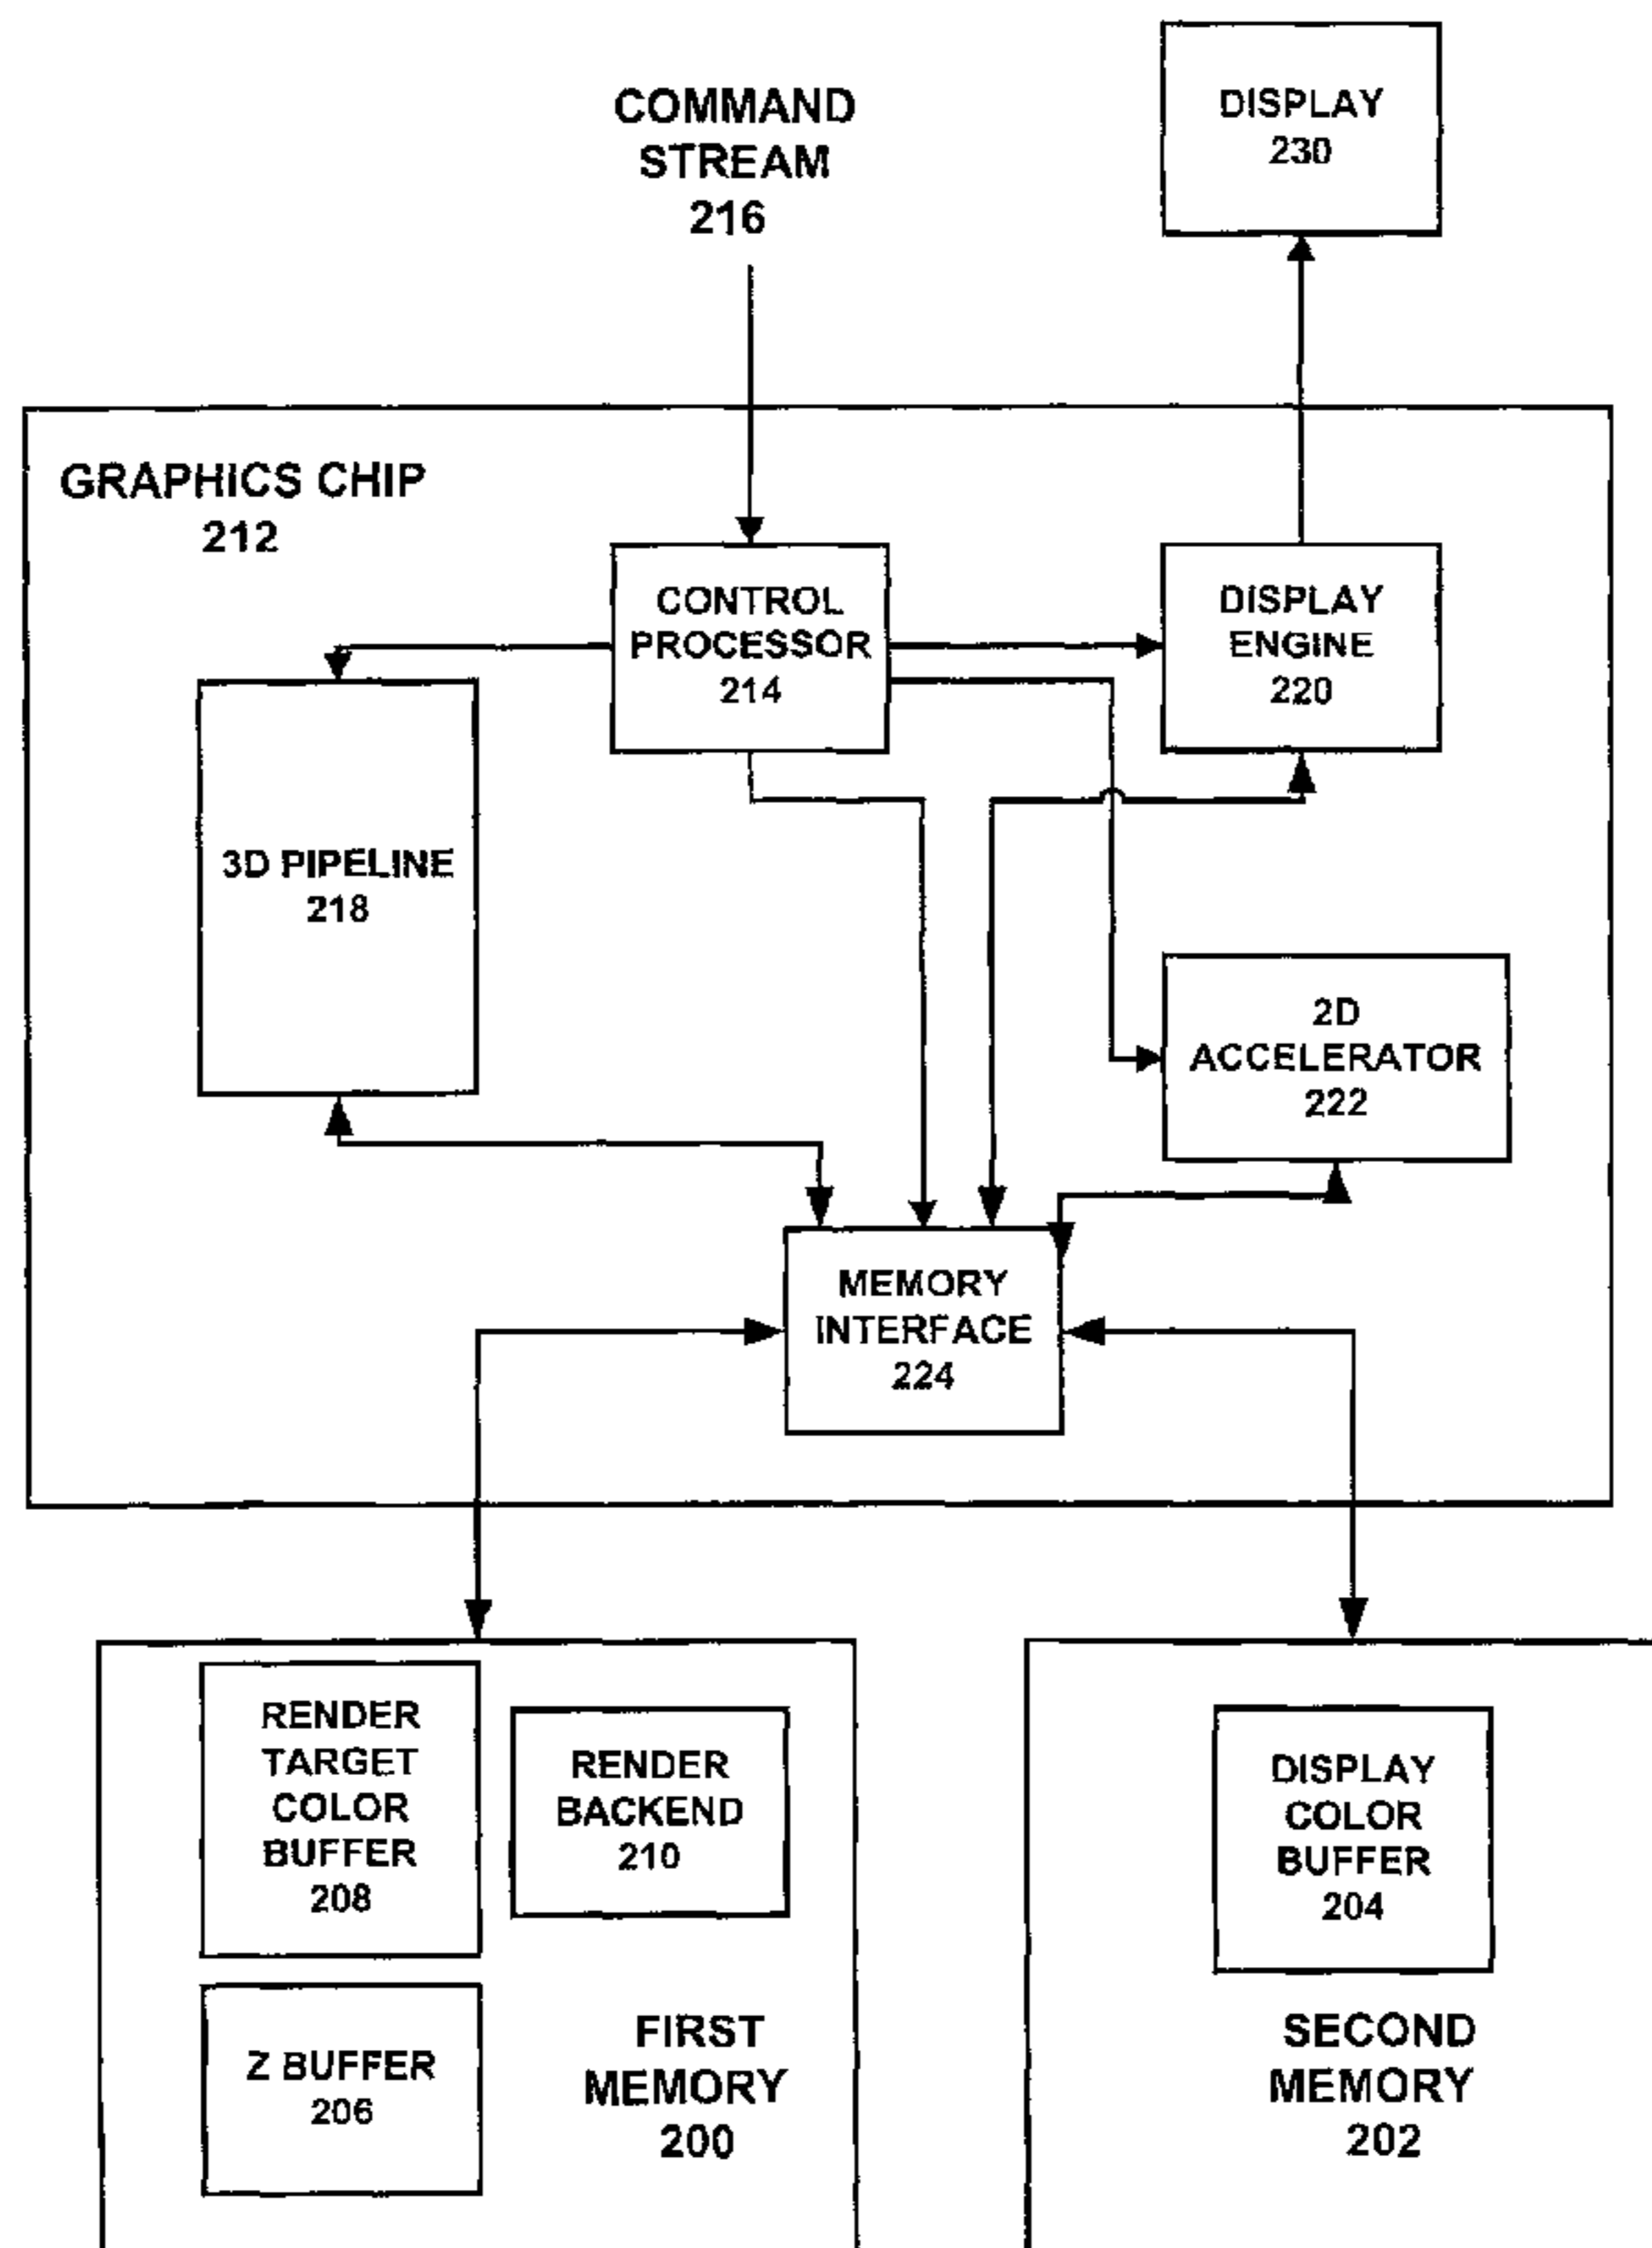 COMMAND
STREAM
216
DISPLAY
230
GRAPHICS CHIP
212
CONTROL
PROCESSOR
214
DISPLAY
ENGINE
220
3D PIPELINE
218
2D
ACCELERATOR
222
MEMORY
INTERFACE
224
RENDER
TARGET
COLOR
BUFFER
208
RENDER
BACKEND
210
DISPLAY
COLOR
BUFFER
204
Z BUFFER
206
FIRST
MEMORY
200
SECOND
MEMORY
202